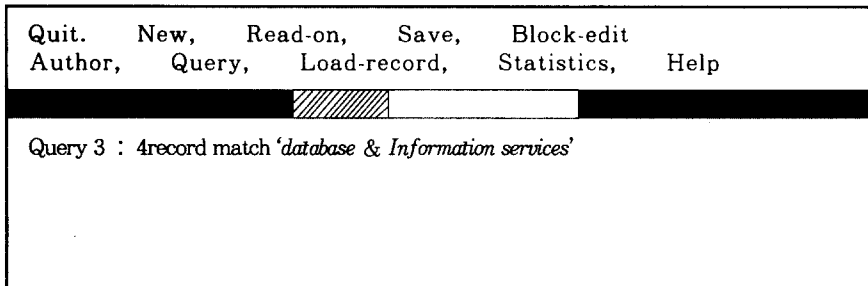 Quit. New, Read-on, Save, Block-edit
Author, Query, Load-record, Statistics, Help
Query 3 : 4record match ‘database & Information services’